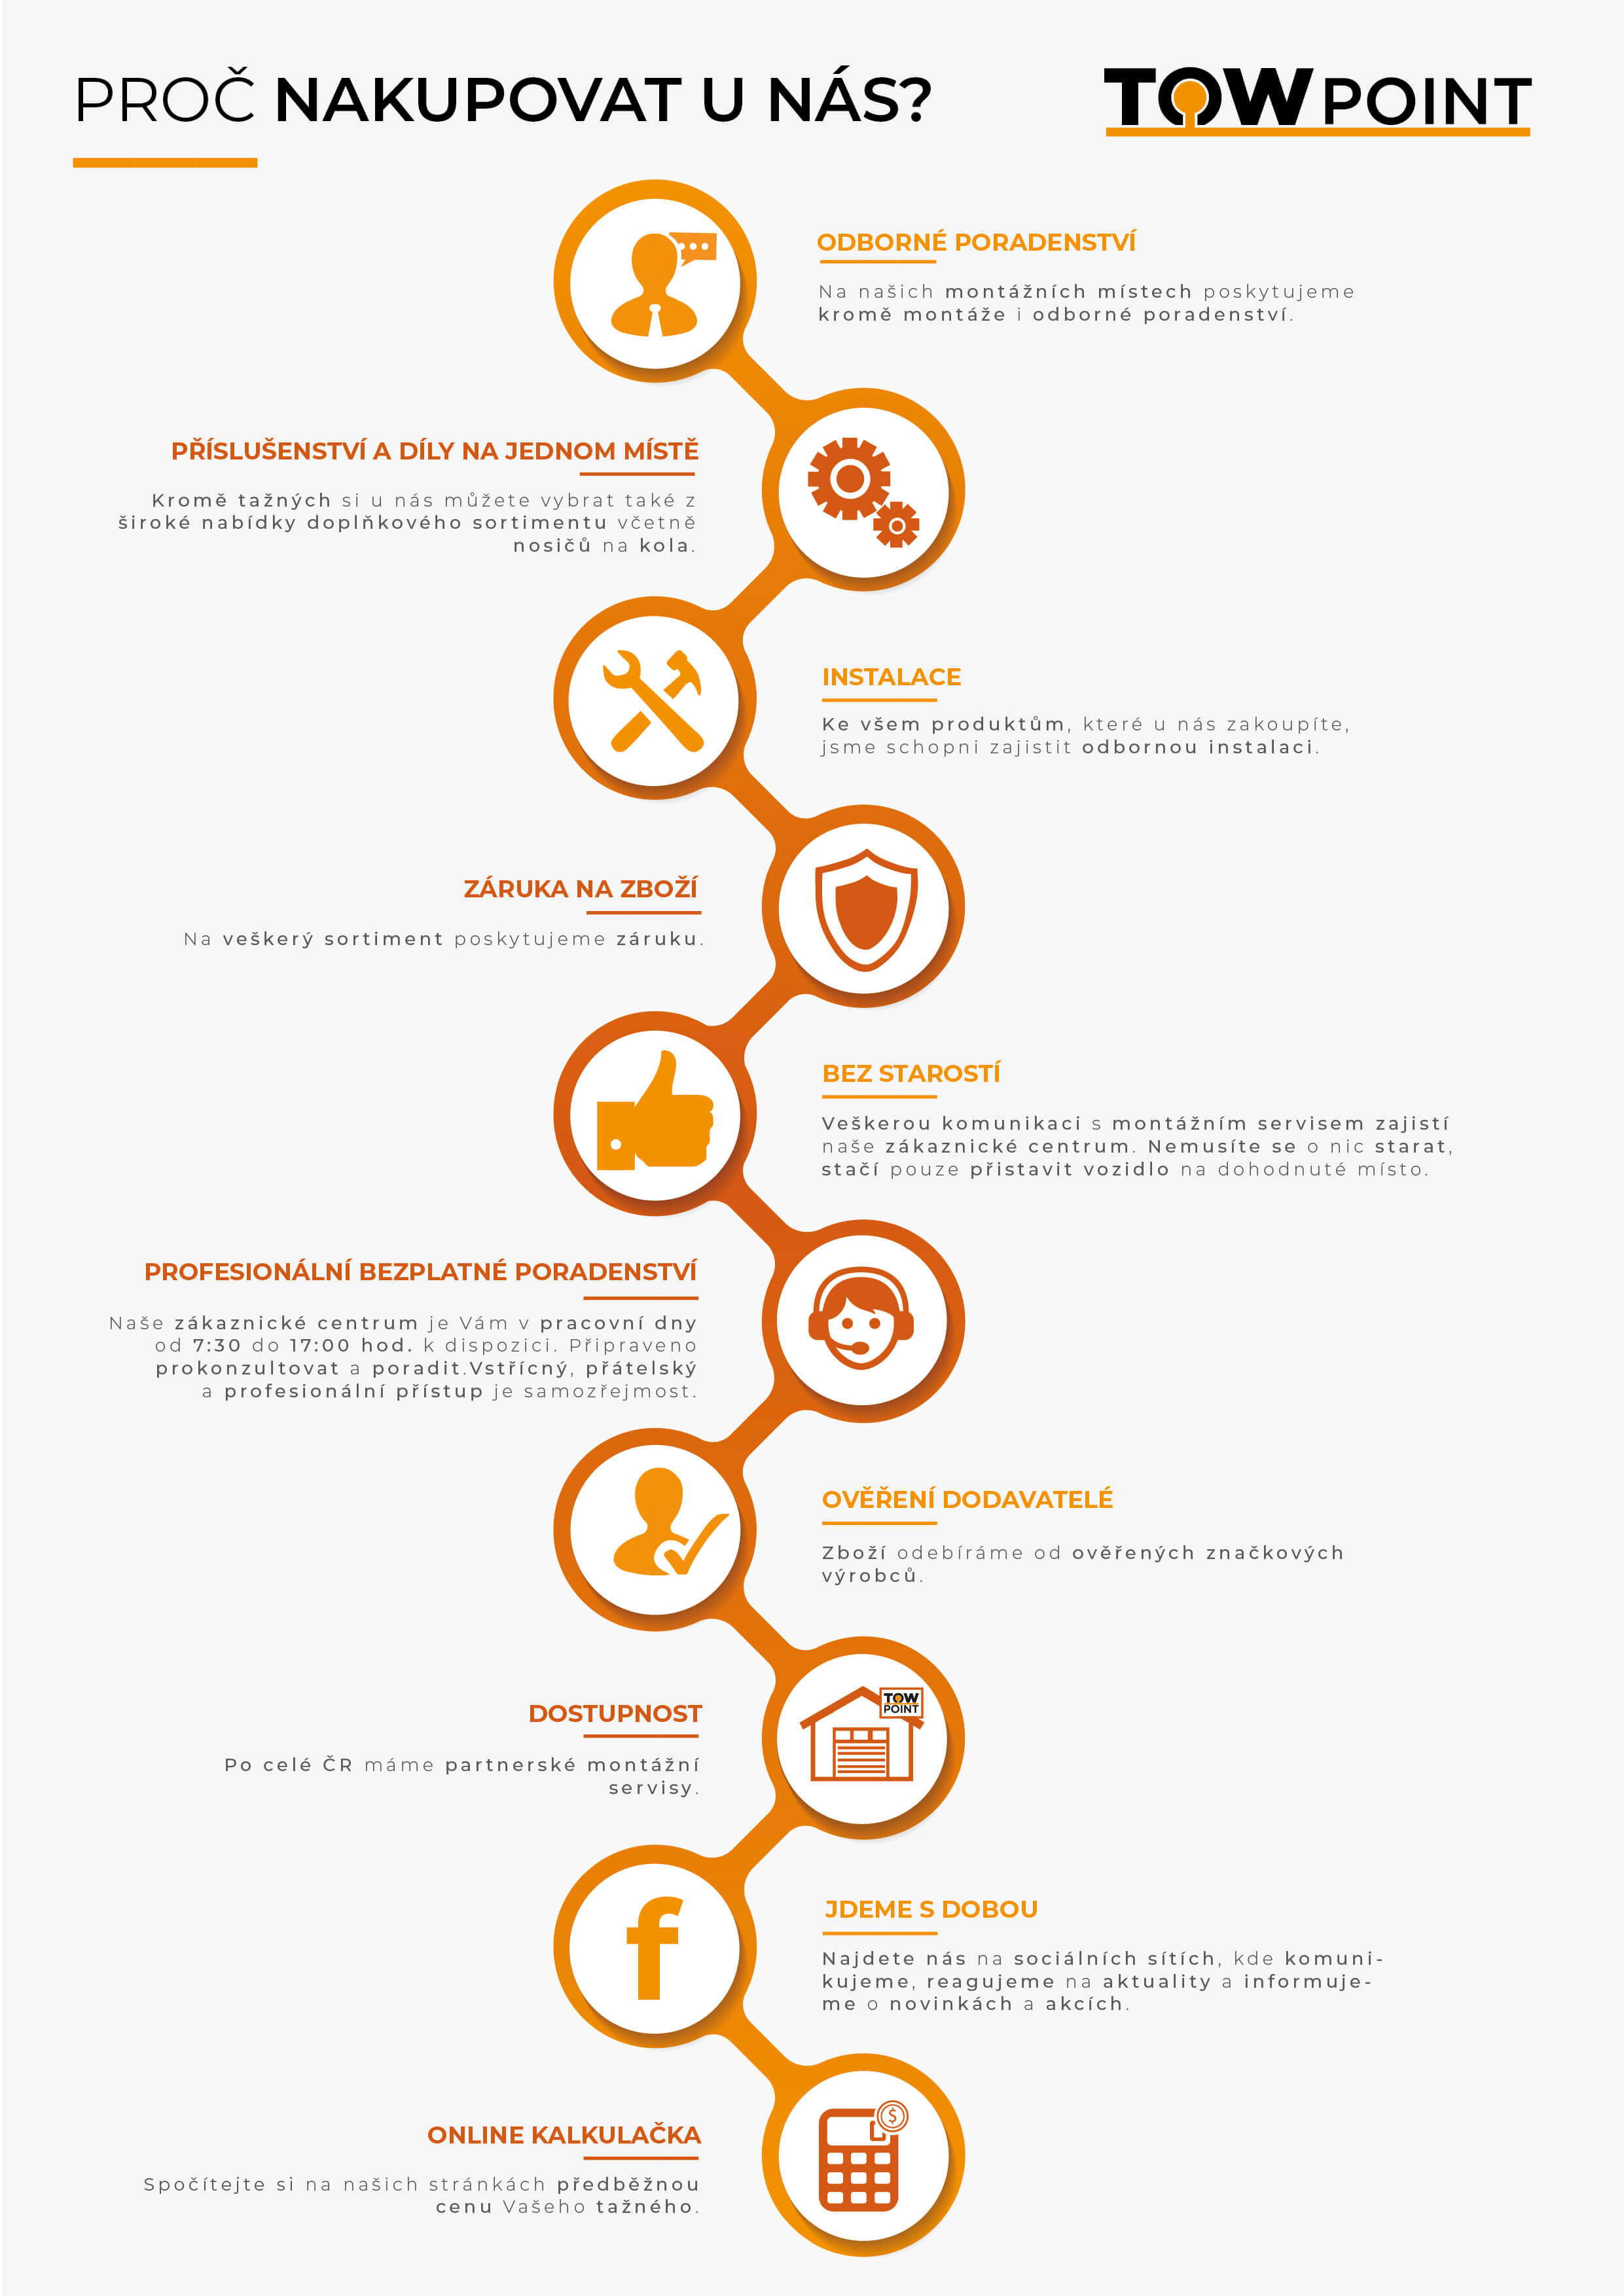 PROČ NAKUPOVAT U NÁS?
TOWPOINT
ODBORNÉ PORADENSTVÍ
Na našich montážních místech poskytujeme
kromě montáže i odborné poradenství.
PŘÍSLUŠENSTVÍ A DÍLY NA JEDNOM MÍSTĚ
Kromě tažných si u nás můžete vybrat také z
široké nabídky doplňkového sortimentu včetně
nosičů na kola.
INSTALACE
Ke všem produktům, které u nás zakoupíte,
jsme schopni zajistit odbornou instalaci.
ZÁRUKA NA ZBOŽÍ
Na veškerý sortiment poskytujeme záruku.
BEZ STAROSTÍ
Veškerou komunikaci s montážním servisem zajistí
naše zákaznické centrum. Nemusíte se o nic starat,
stačí pouze přistavit vozidlo na dohodnuté místo.
PROFESIONÁLNÍ BEZPLATNÉ PORADENSTVÍ
Naše zákaznické centrum je Vám v pracovní dny
od 7:30 do 17:00 hod. k dispozici. Připraveno
prokonzultovat a poradit.Vstřícný, přátelský
a profesionální přístup je samozřejmost.
OVĚŘENÍ DODAVATELÉ
Zboží odebíráme od ověřených značkových
výrobců.
TOW
POINT
DOSTUPNOST
Po celé ČR máme partnerské montážní
servisy.
f
JDEME S DOBOU
Najdete nás na sociálních sítích, kde komuni-
kujeme, reagujeme na aktuality a informuje-
me o novinkách a akcích.
$
ONLINE KALKULAČKA
Spočítejte si na našich stránkách předběžnou
cenu Vašeho tažného.